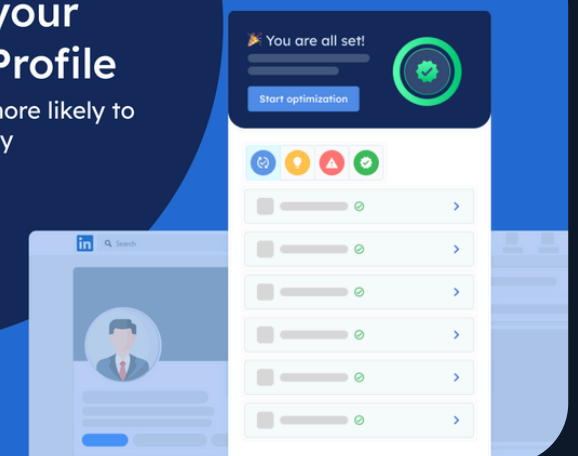 your
Profile
more likely to
y
🎉 You are all set!
Start optimization
in
Search